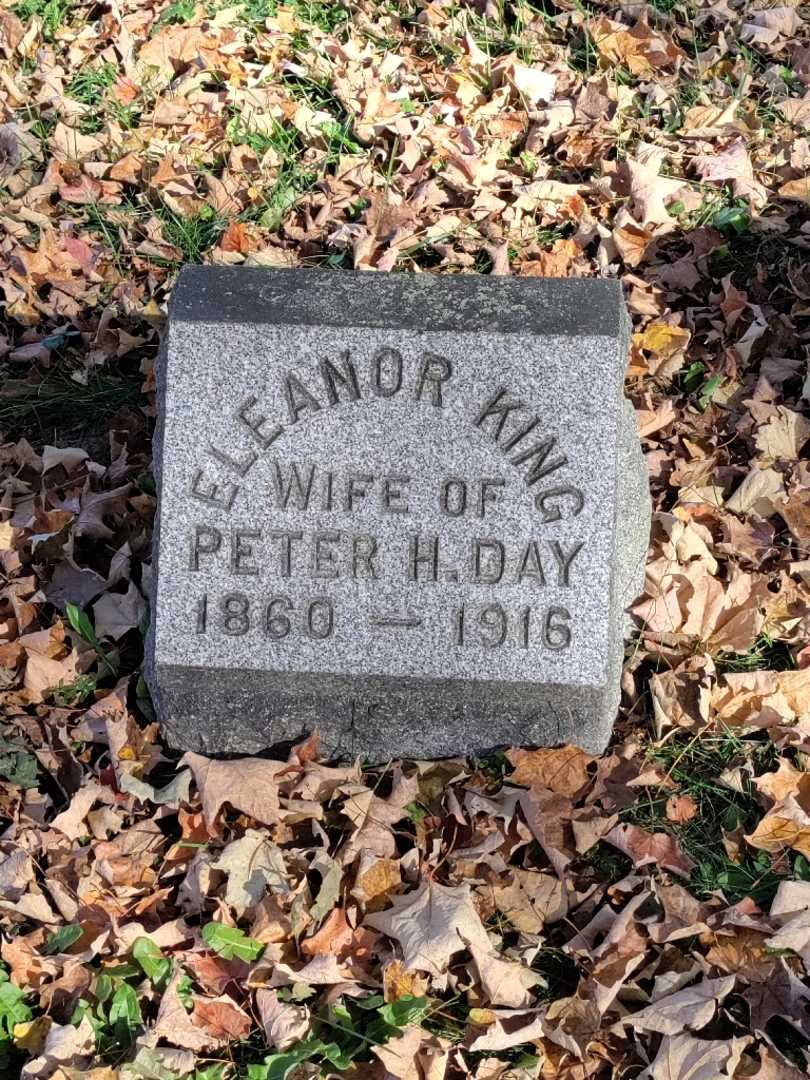 ELEANOR KING
WIFE OF
PETER H. DAY
1860 — 1916